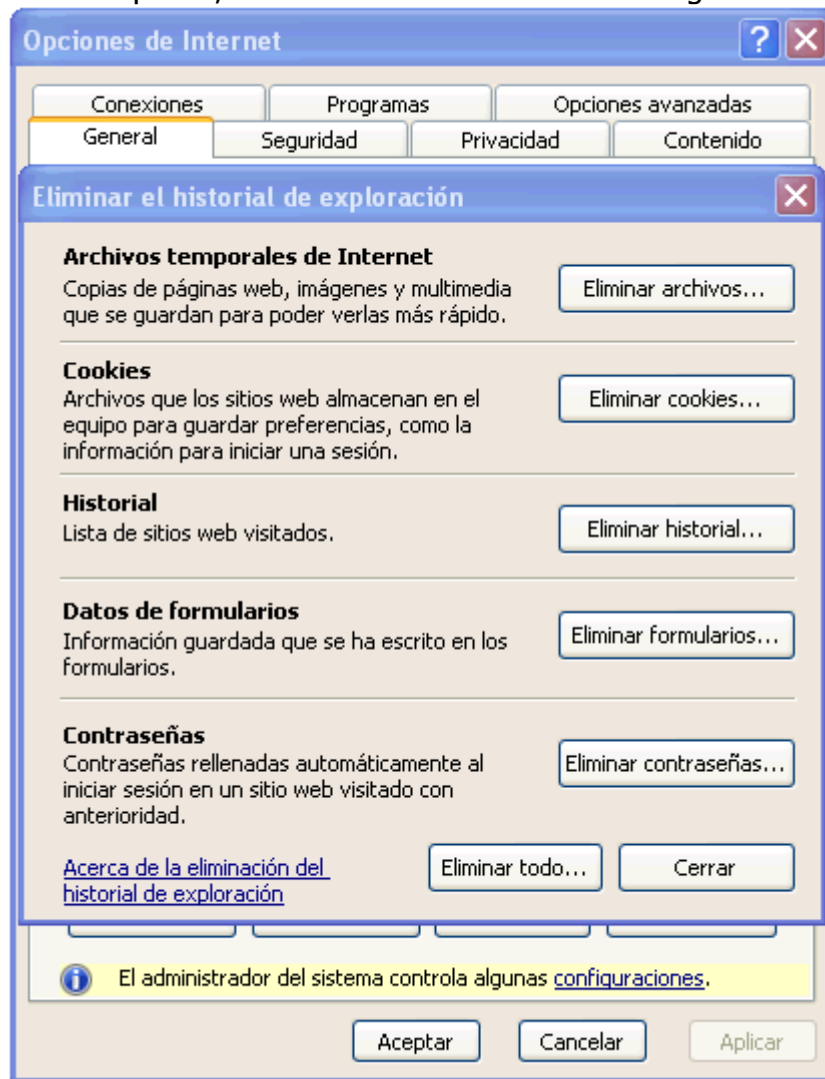 Opciones de Internet
Conexiones Programas Opciones avanzadas
General Seguridad Privacidad Contenido
Eliminar el historial de exploración
Archivos temporales de Internet
Copias de páginas web, imágenes y multimedia
que se guardan para poder verlas más rápido.
Eliminar archivos...
Cookies
Archivos que los sitios web almacenan en el
equipo para guardar preferencias, como la
información para iniciar una sesión.
Eliminar cookies...
Historial
Lista de sitios web visitados.
Eliminar historial...
Datos de formularios
Información guardada que se ha escrito en los
formularios.
Eliminar formularios...
Contraseñas
Contraseñas rellenadas automáticamente al
iniciar sesión en un sitio web visitado con
anterioridad.
Eliminar contraseñas...
Acerca de la eliminación del
historial de exploración
Eliminar todo... Cerrar
El administrador del sistema controla algunas configuraciones.
Aceptar Cancelar Aplicar